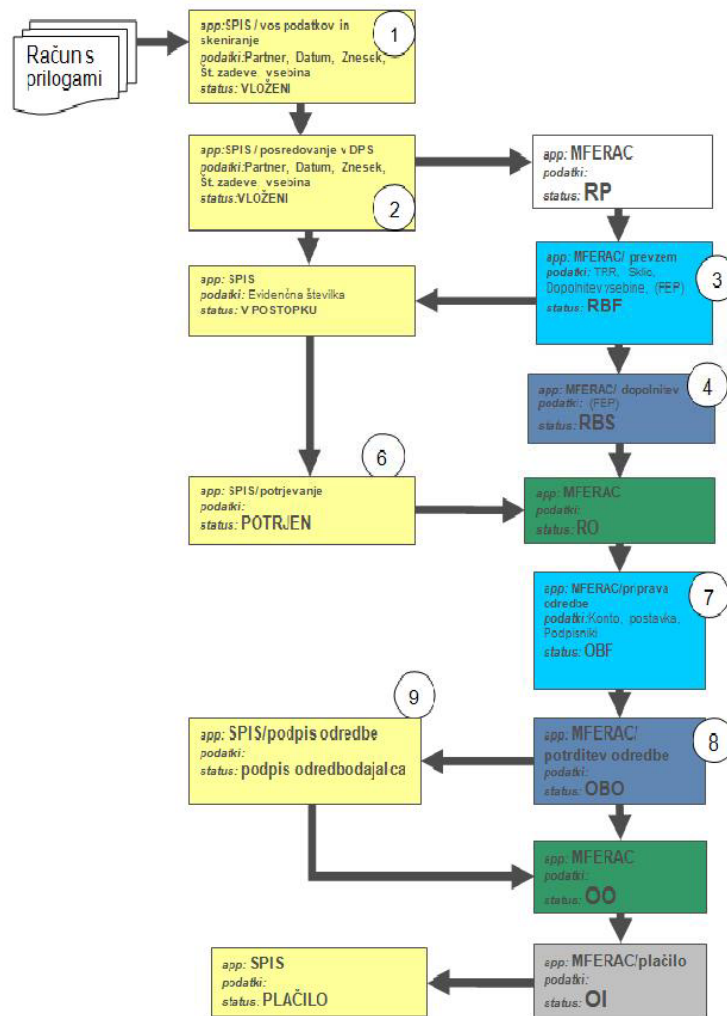 Račun s
prilogami
app:SPIS / vos podatkov in
skeniranje
podatki:Partner, Datum, Znesek,
Št. zadeve, vsebina
status: VLOŽENI
1
app:SPIS / posredovanje v DPS
podatki:Partner, Datum, Znesek,
Št. zadeve, vsebina
status:VLOŽENI
2
app: MFERAC
podatki:
status: RP
app: MFERAC/ prevzem
podatki: TRR, Sklic,
Dopolnitev vsebine, (FEP)
status: RBF
3
app: SPIS
podatki: Evidenčna številka
status: V POSTOPKU
app: MFERAC/ dopolnitev
podatki: (FEP)
status: RBS
4
6
app: SPIS/potrjevanje
podatki:
status: POTRJEN
app: MFERAC
podatki:
status: RO
app: MFERAC/priprava
odredbe
podatki:Konto, postavka,
Podpisniki
status: OBF
7
9
app: SPIS/podpis odredbe
podatki:
status: podpis odredbodajalca
app: MFERAC/
potrditev odredbe
podatki:
status: OBO
8
app: MFERAC
podatki:
status: OO
app: SPIS
podatki:
status: PLAČILO
app: MFERAC/plačilo
podatki:
status: OI